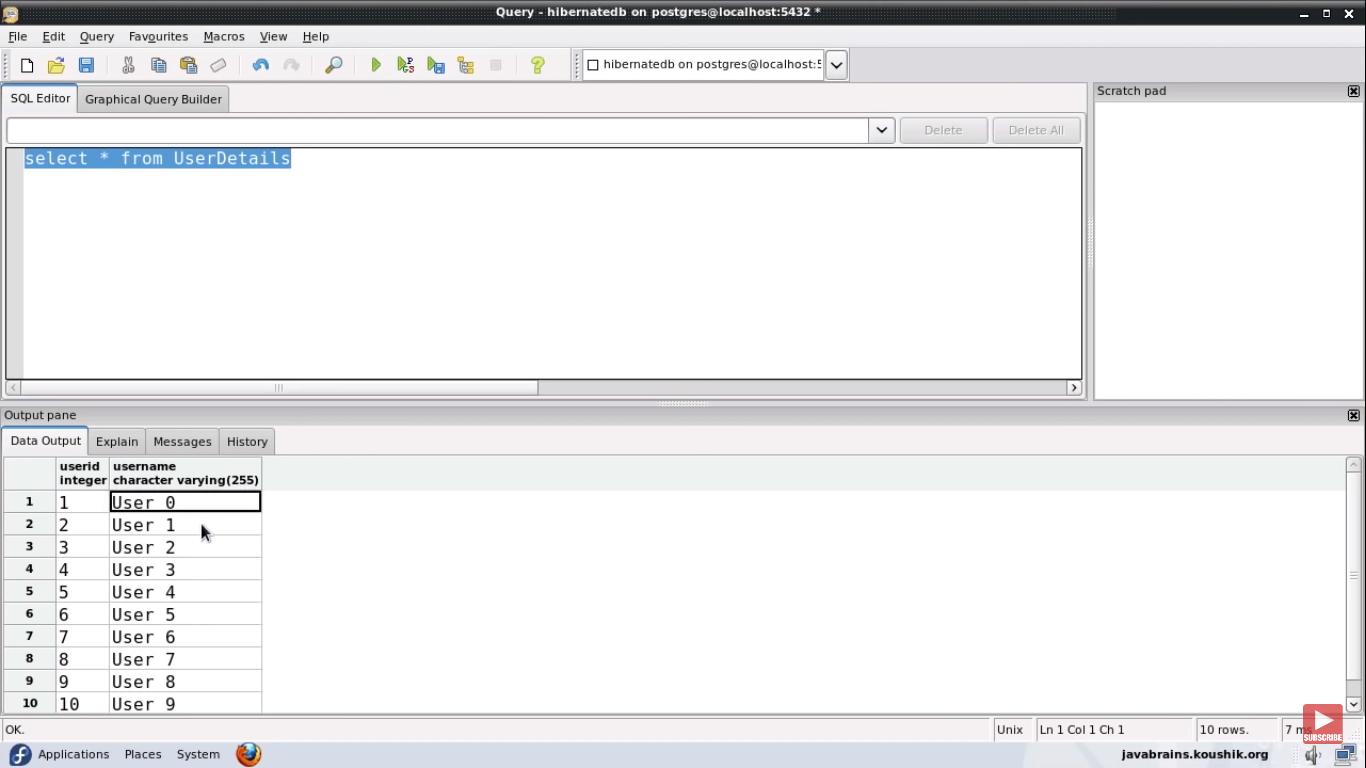 Query - hibernatedb on postgres@localhost:5432 *
File Edit Query Favourites Macros View Help
hibernatedb on postgres@localhost:5
SQL Editor Graphical Query Builder
Scratch pad
Delete Delete All
select * from UserDetails
Output pane
Data Output Explain Messages History
userid username
integer character varying(255)
1 1 User 0
2 2 User 1
3 3 User 2
4 4 User 3
5 5 User 4
6 6 User 5
7 7 User 6
8 8 User 7
9 9 User 8
10 10 User 9
OK. Unix Ln 1 Col 1 Ch 1 10 rows. 7 ms
SUBSCRIBE
Applications Places System javabrains.koushik.org